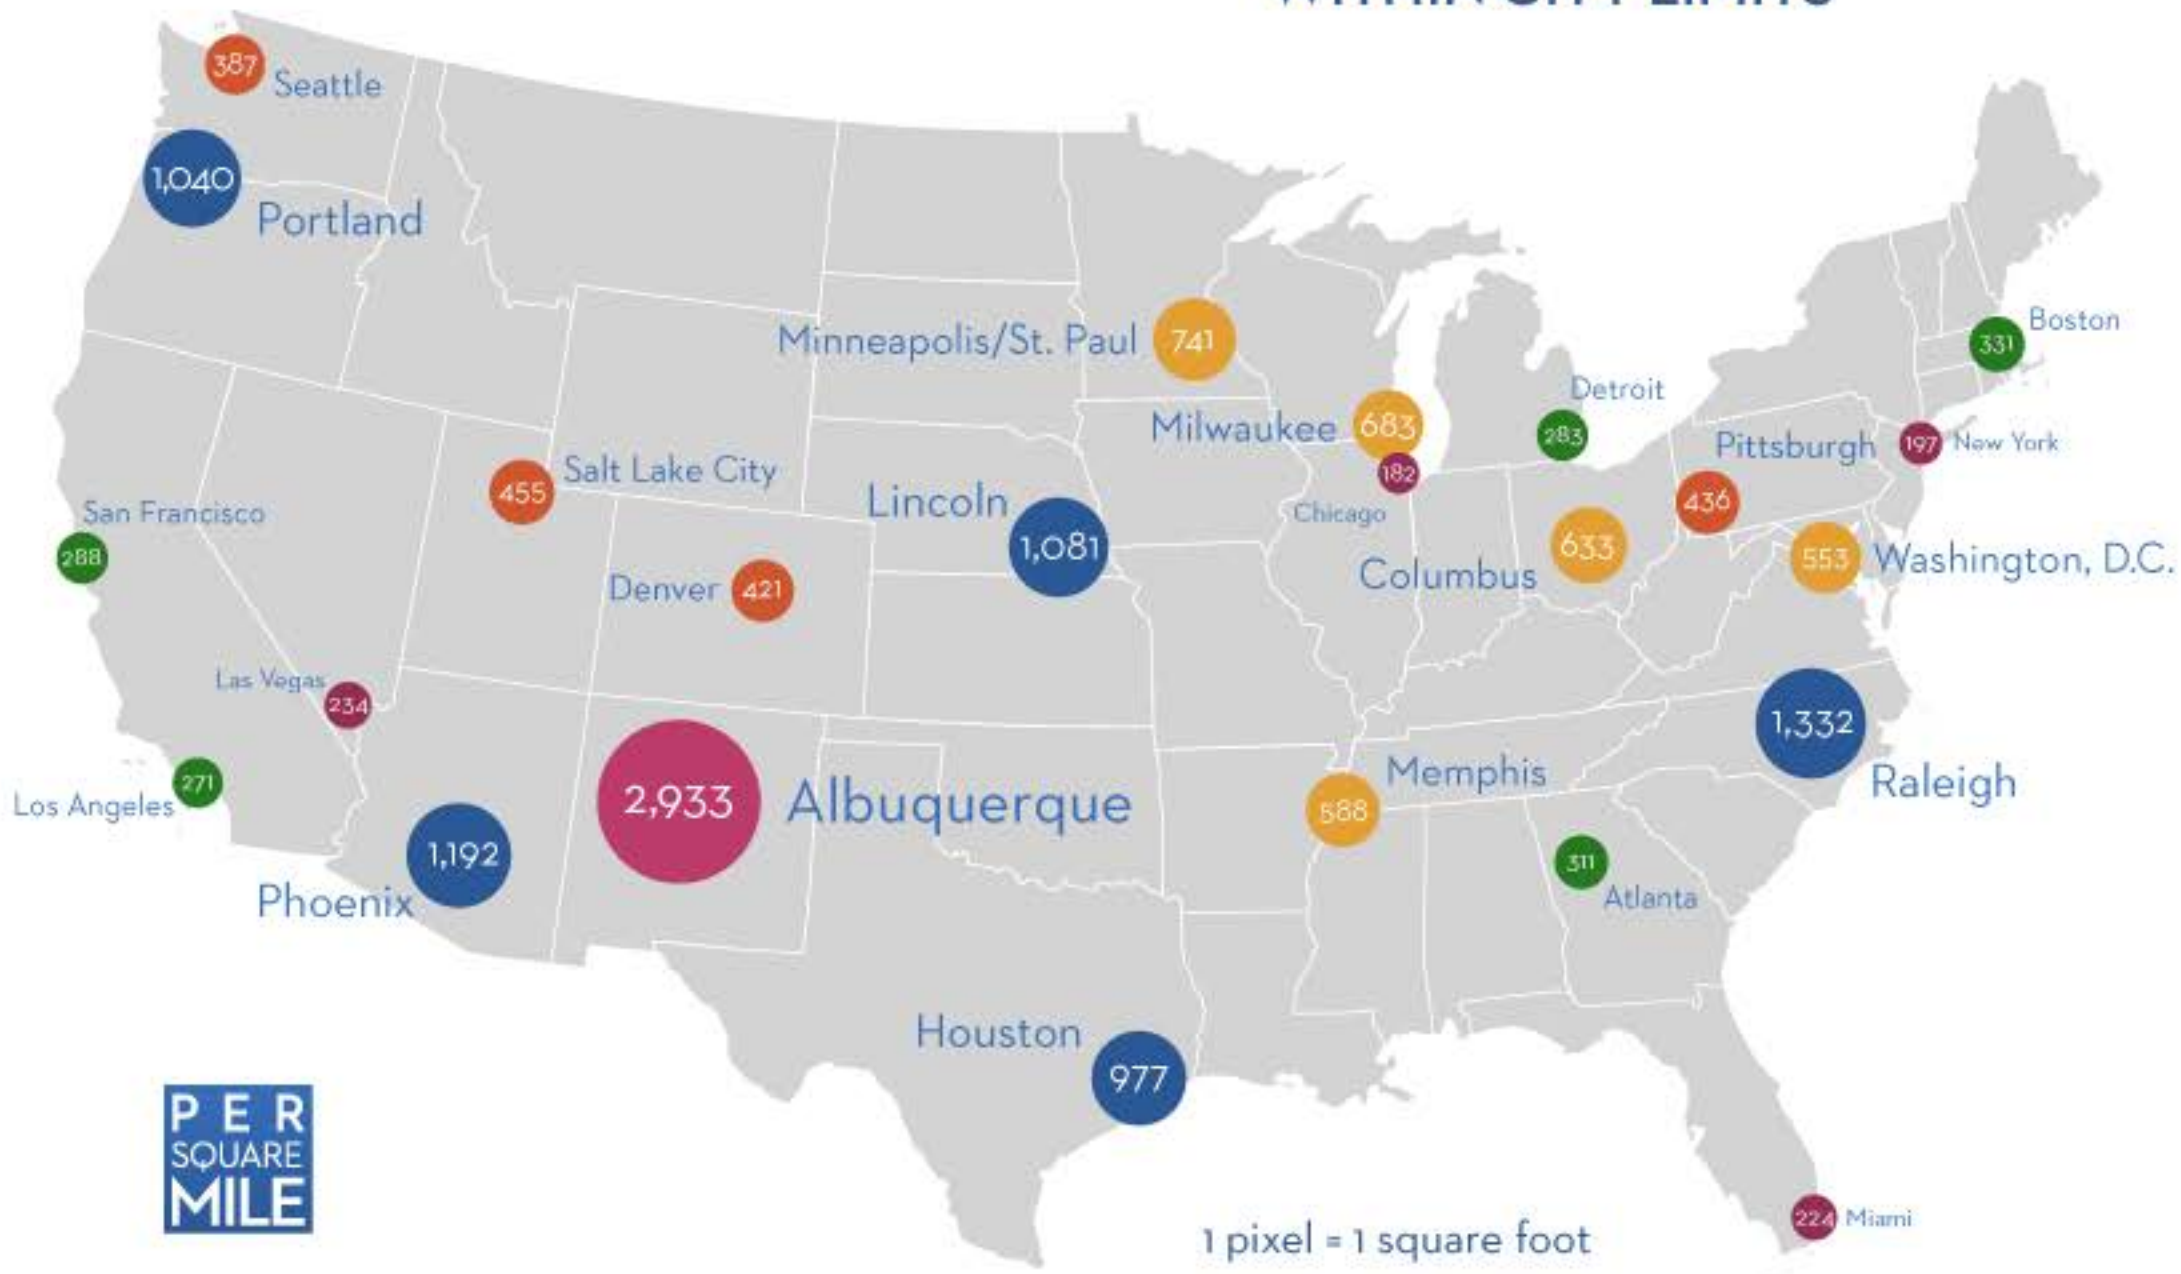 WITHIN CITY LIMITS
387
Seattle
1,040
Portland
Minneapolis/St. Paul
741
Boston
331
Detroit
283
Milwaukee
683
182
Chicago
Pittsburgh
436
197
New York
Salt Lake City
455
Lincoln
1,081
San Francisco
288
Columbus
633
553
Washington, D.C.
Denver
421
Las Vegas
234
1,332
Raleigh
271
Los Angeles
2,933
Albuquerque
Memphis
588
1,192
Phoenix
311
Atlanta
Houston
977
PER
SQUARE
MILE
224
Miami
1 pixel = 1 square foot